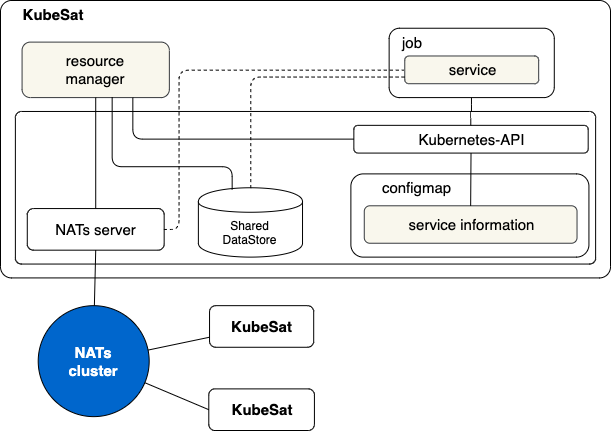 KubeSat
resource
manager
job
service
Kubernetes-API
configmap
service information
NATs server
Shared
DataStore
NATs
cluster
KubeSat
KubeSat